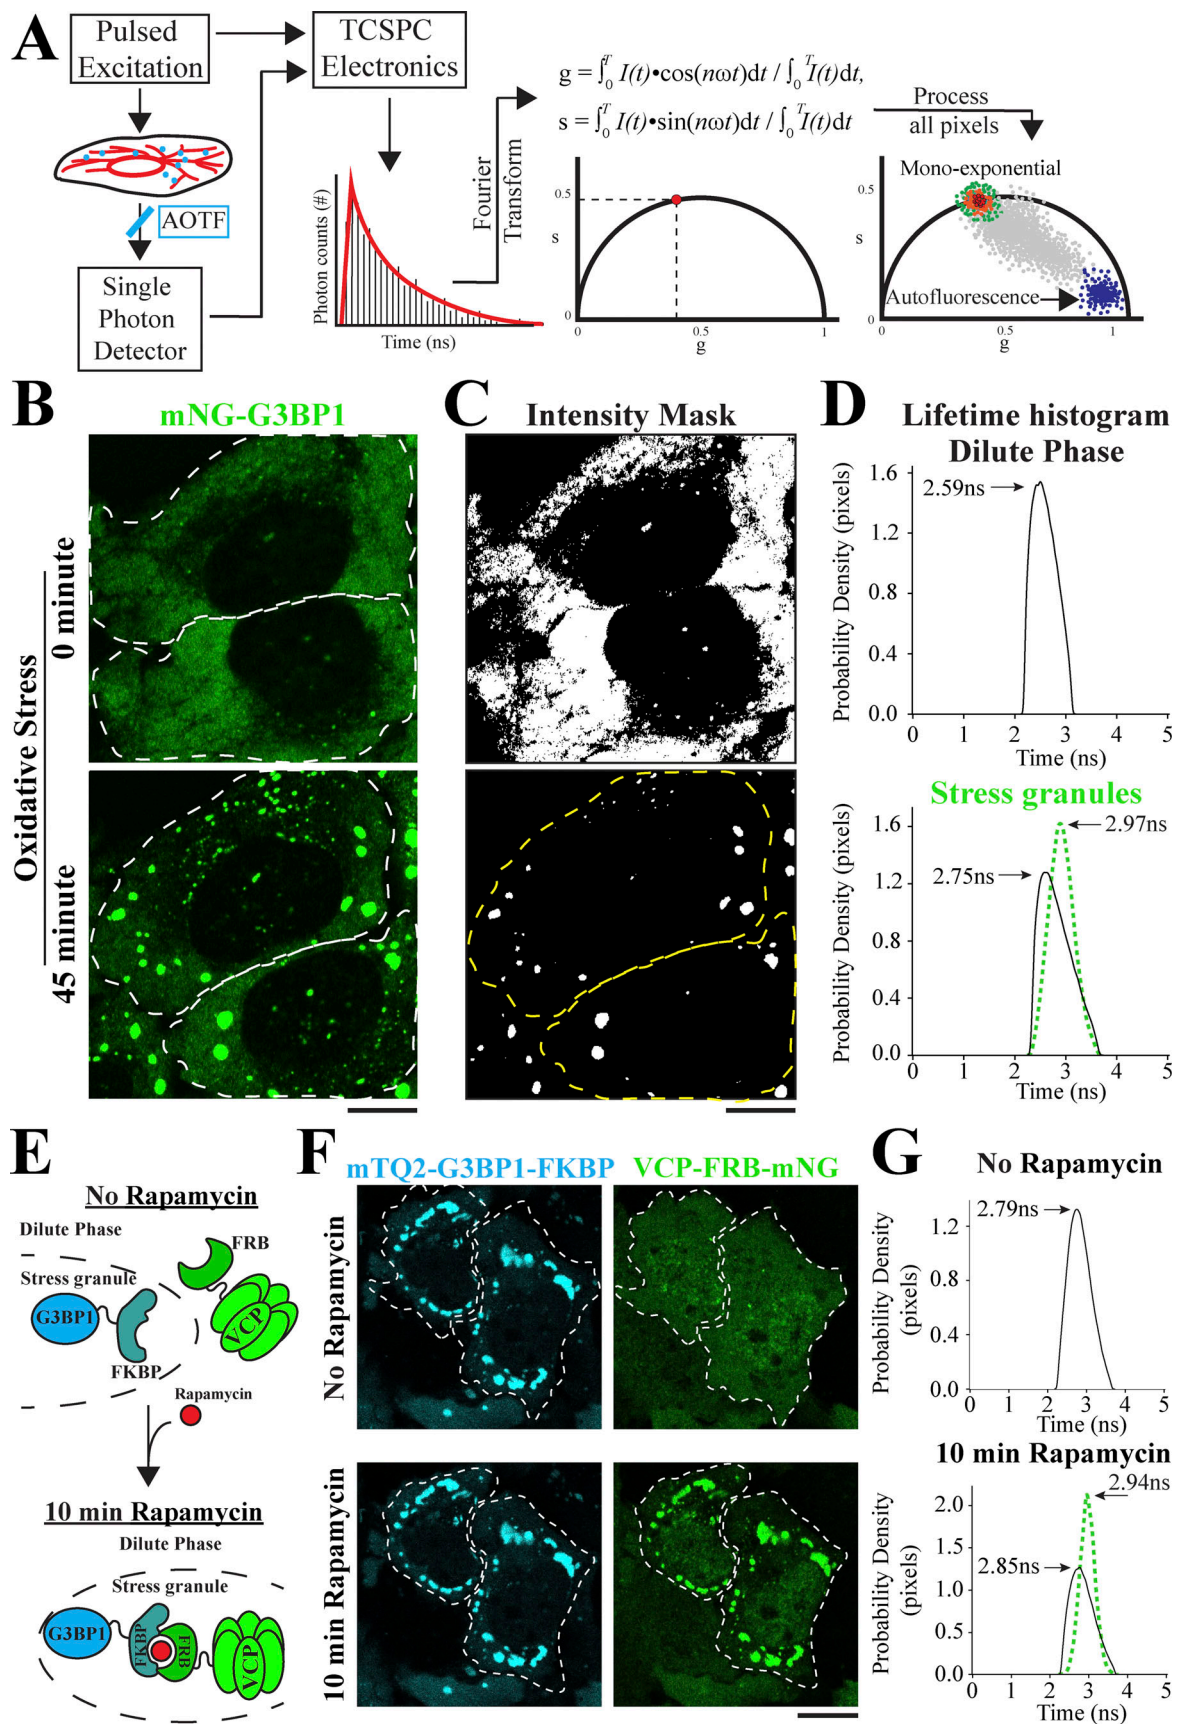 A
Pulsed
Excitation
TCSPC
Electronics
AOTF
Single
Photon
Detector
Photon counts (#)
Time (ns)
Fourier
Transform
g = ∫₀ᵀ I(t)•cos(nωt)dt / ∫₀ᵀ I(t)dt,
s = ∫₀ᵀ I(t)•sin(nωt)dt / ∫₀ᵀ I(t)dt
0.5
s
0
0 0.5 1
g
Process
all pixels
Mono-exponential
0.5
s
Autofluorescence
0
0 0.5 1
g
B
mNG-G3BP1
Oxidative Stress
0 minute
45 minute
C
Intensity Mask
D
Lifetime histogram
Dilute Phase
Probability Density (pixels)
1.6
1.2
0.8
0.4
0.0
2.59ns
0 1 2 3 4 5
Time (ns)
Stress granules
Probability Density (pixels)
1.6
1.2
0.8
0.4
0.0
2.97ns
2.75ns
0 1 2 3 4 5
Time (ns)
E
No Rapamycin
Dilute Phase
FRB
Stress granule
G3BP1
VCP
FKBP
Rapamycin
10 min Rapamycin
Dilute Phase
Stress granule
G3BP1
FKBP
FRB
VCP
F
mTQ2-G3BP1-FKBP VCP-FRB-mNG
No Rapamycin
10 min Rapamycin
G
No Rapamycin
Probability Density
(pixels)
1.2
0.8
0.4
0.0
2.79ns
0 1 2 3 4 5
Time (ns)
10 min Rapamycin
Probability Density
(pixels)
2.0
1.5
1.0
0.5
0.0
2.94ns
2.85ns
0 1 2 3 4 5
Time (ns)